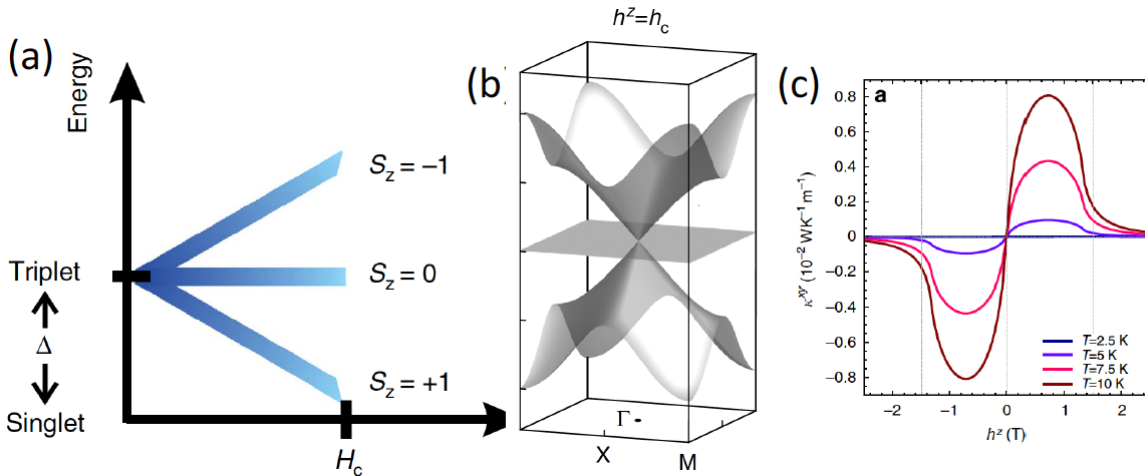 (a)
Energy
Triplet
Δ
Singlet
S_z = −1
S_z = 0
S_z = +1
H_c
(b)
h^z=h_c
Γ
X
M
(c)
a
κ^xy (10^−2 WK^−1 m^−1)
0.8
0.6
0.4
0.2
0
−0.2
−0.4
−0.6
−0.8
T=2.5 K
T=5 K
T=7.5 K
T=10 K
−2
−1
0
1
2
h^z (T)